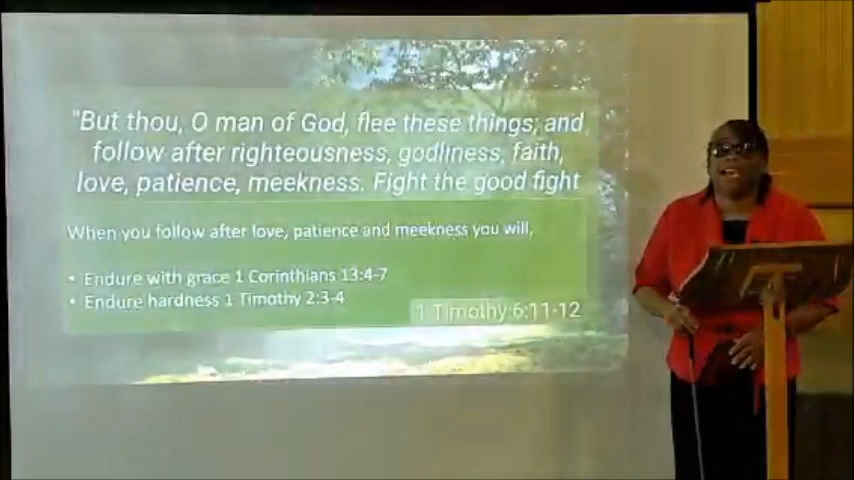 "But thou, O man of God, flee these things; and
follow after righteousness, godliness, faith,
love, patience, meekness. Fight the good fight
When you follow after love, patience and meekness you will,
• Endure with grace 1 Corinthians 13:4-7
• Endure hardness 1 Timothy 2:3-4
1 Timothy 6:11-12